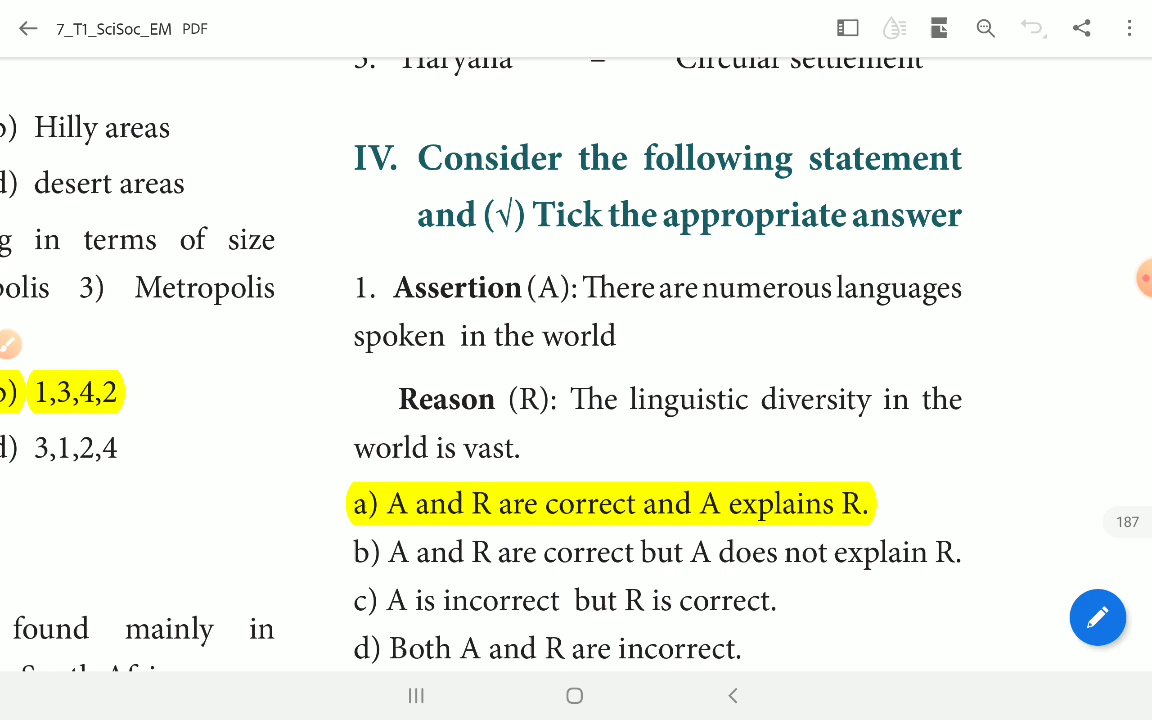 7_T1_SciSoc_EM PDF
5. Haryana – Circular settlement
b) Hilly areas
d) desert areas
g in terms of size
polis 3) Metropolis
b) 1,3,4,2
d) 3,1,2,4
found mainly in
IV. Consider the following statement
and (√) Tick the appropriate answer
1. Assertion (A): There are numerous languages
spoken in the world
Reason (R): The linguistic diversity in the
world is vast.
a) A and R are correct and A explains R.
b) A and R are correct but A does not explain R.
c) A is incorrect but R is correct.
d) Both A and R are incorrect.
187